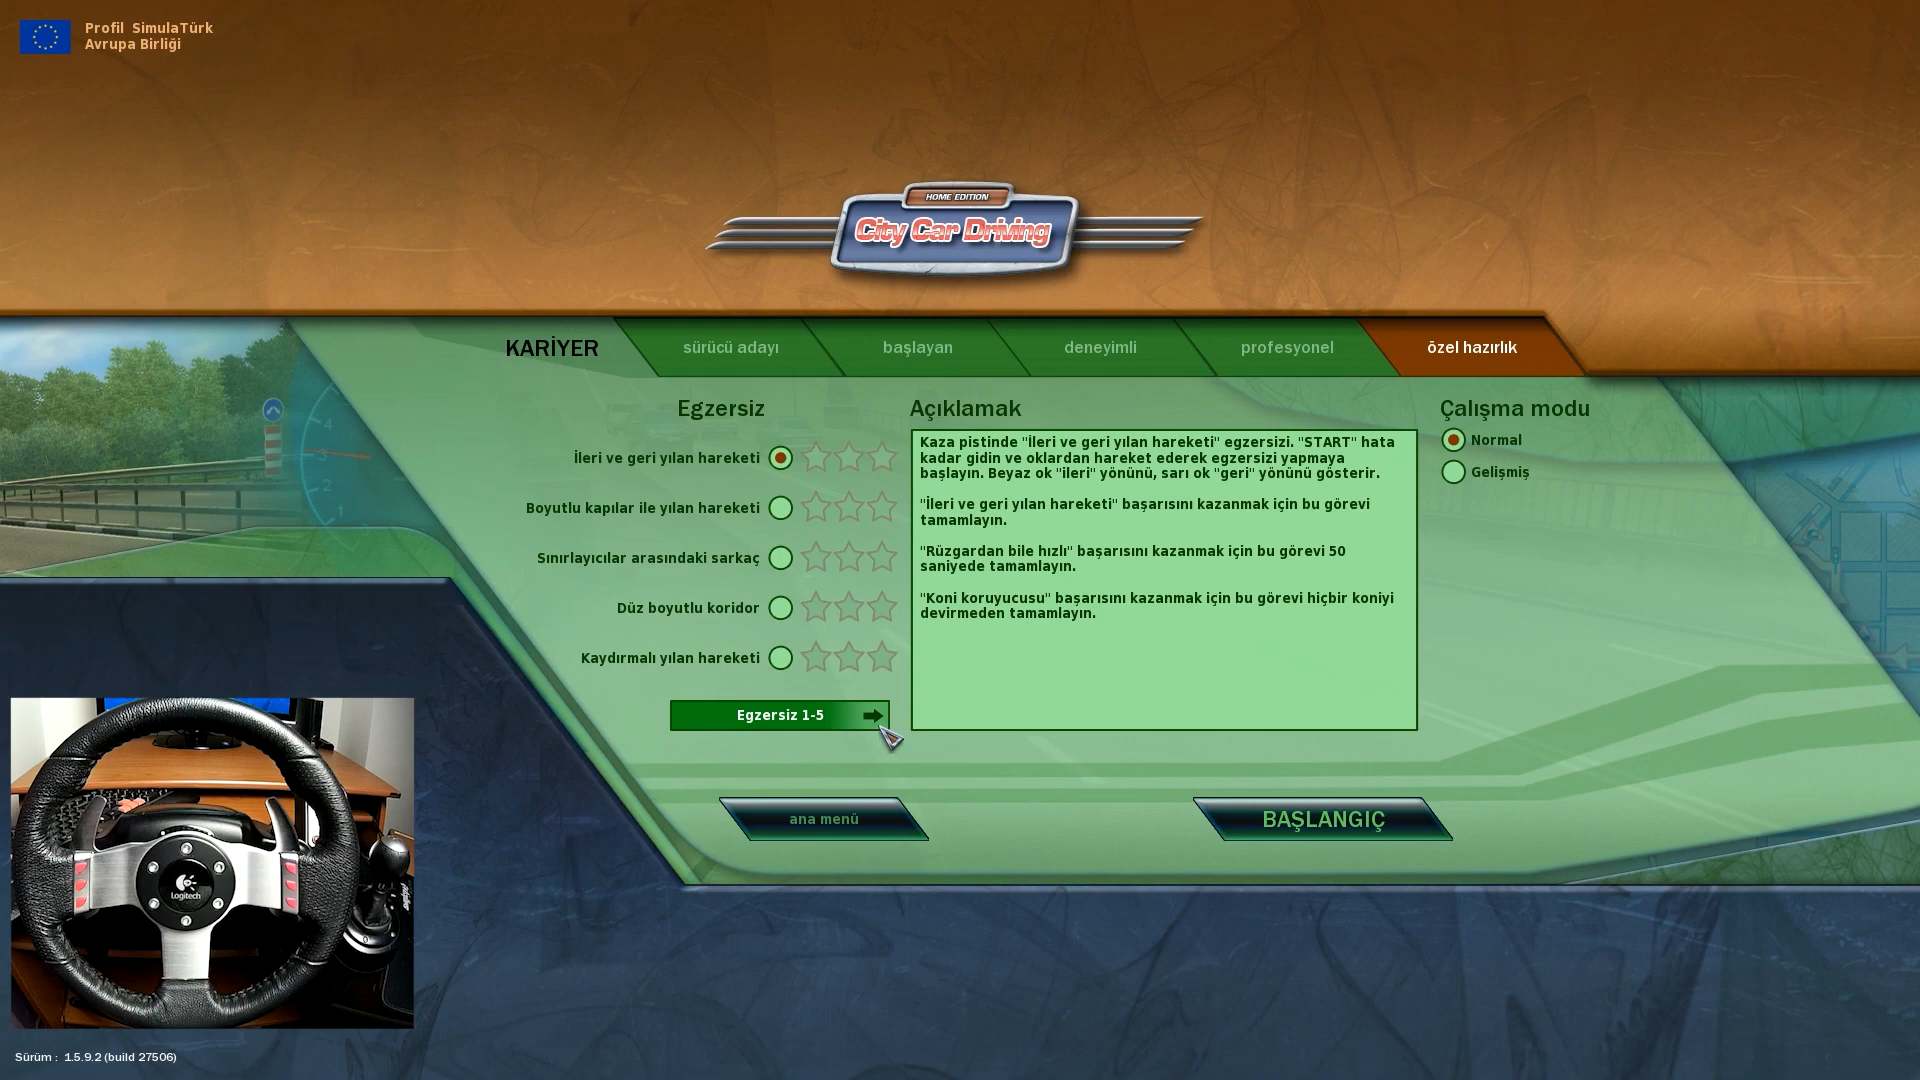 Profil SimulaTürk
Avrupa Birliği
HOME EDITION
City Car Driving
KARİYER
sürücü adayı
başlayan
deneyimli
profesyonel
özel hazırlık
Egzersiz
İleri ve geri yılan hareketi
Boyutlu kapılar ile yılan hareketi
Sınırlayıcılar arasındaki sarkaç
Düz boyutlu koridor
Kaydırmalı yılan hareketi
Egzersiz 1-5
Açıklamak
Kaza pistinde "İleri ve geri yılan hareketi" egzersizi. "START" hata
kadar gidin ve oklardan hareket ederek egzersizi yapmaya
başlayın. Beyaz ok "ileri" yönünü, sarı ok "geri" yönünü gösterir.
"İleri ve geri yılan hareketi" başarısını kazanmak için bu görevi
tamamlayın.
"Rüzgardan bile hızlı" başarısını kazanmak için bu görevi 50
saniyede tamamlayın.
"Koni koruyucusu" başarısını kazanmak için bu görevi hiçbir koniyi
devirmeden tamamlayın.
Çalışma modu
Normal
Gelişmiş
ana menü
BAŞLANGIÇ
4
3
2
1
Logitech
Sürüm : 1.5.9.2 (build 27506)